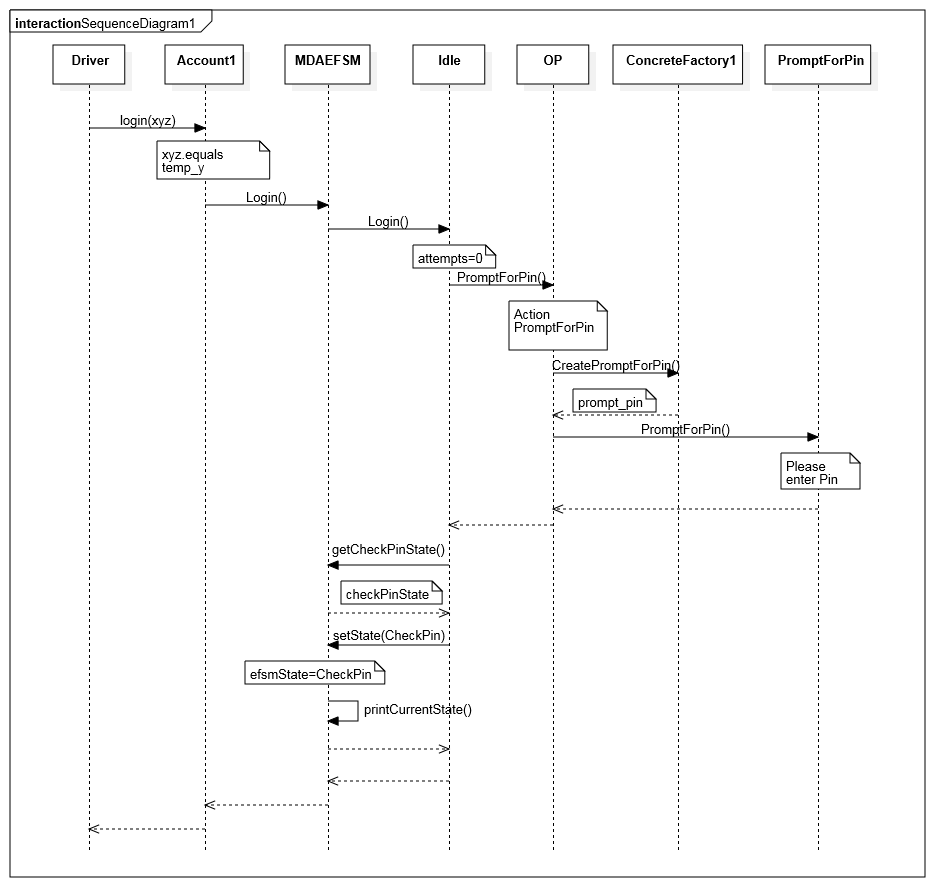 interactionSequenceDiagram1
Driver
Account1
MDAEFSM
Idle
OP
ConcreteFactory1
PromptForPin
login(xyz)
xyz.equals
temp_y
Login()
Login()
attempts=0
PromptForPin()
Action
PromptForPin
CreatePromptForPin()
prompt_pin
PromptForPin()
Please
enter Pin
getCheckPinState()
checkPinState
setState(CheckPin)
efsmState=CheckPin
printCurrentState()